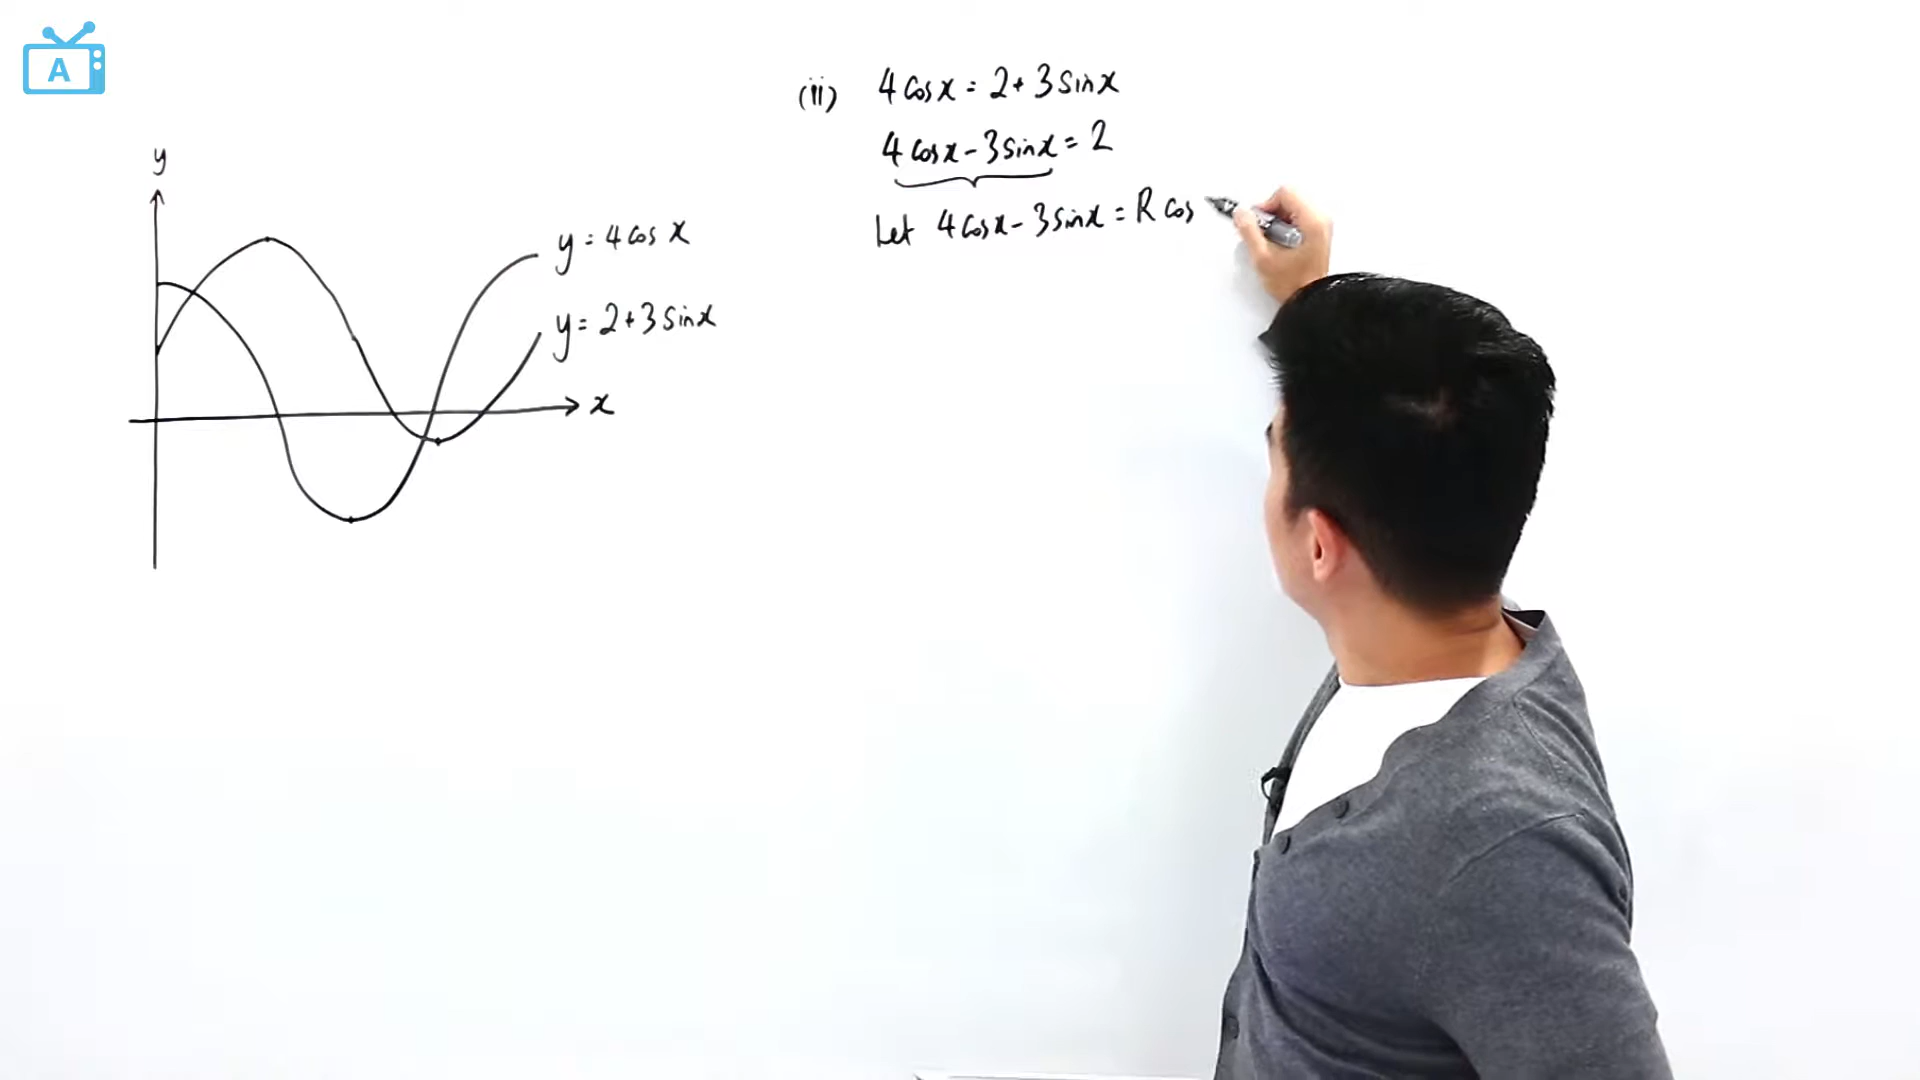 A
(ii) 4 cos x = 2 + 3 sin x
4 cos x - 3 sin x = 2
Let 4 cos x - 3 sin x = R cos
y
y = 4 cos x
y = 2 + 3 sin x
x